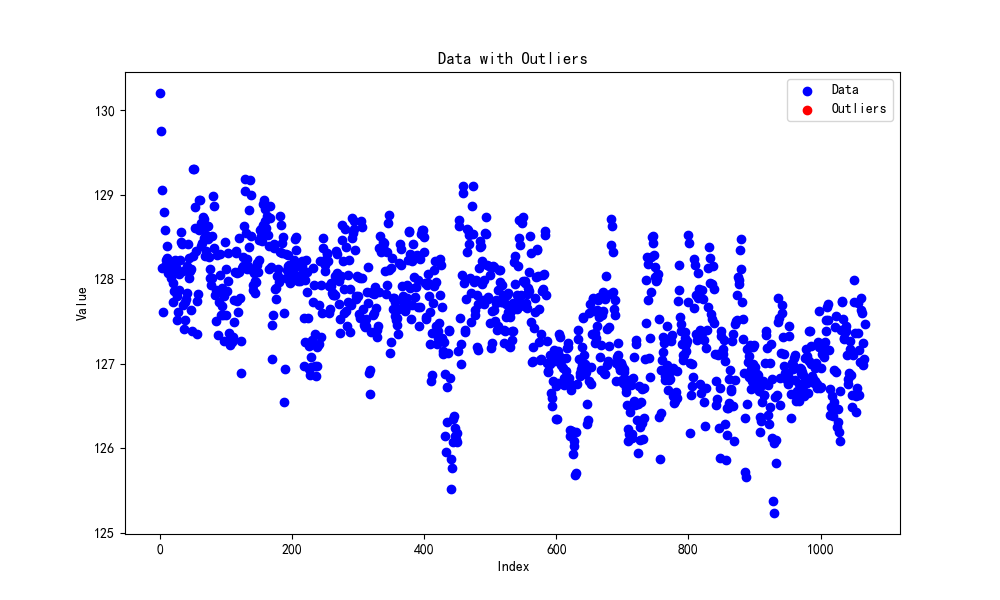 Data with Outliers
Data
Outliers
130
129
128
127
126
125
Value
0 200 400 600 800 1000
Index